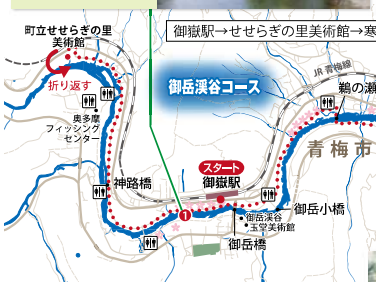 御嶽駅→せせらぎの里美術館→寒
町立せせらぎの里
美術館
折り返す
奥多摩
フィッシング
センター
御岳渓谷コース
JR青梅線
鵜の瀬
青梅市
神路橋
スタート
御嶽駅
1
御岳小橋
御岳渓谷
玉堂美術館
御岳橋